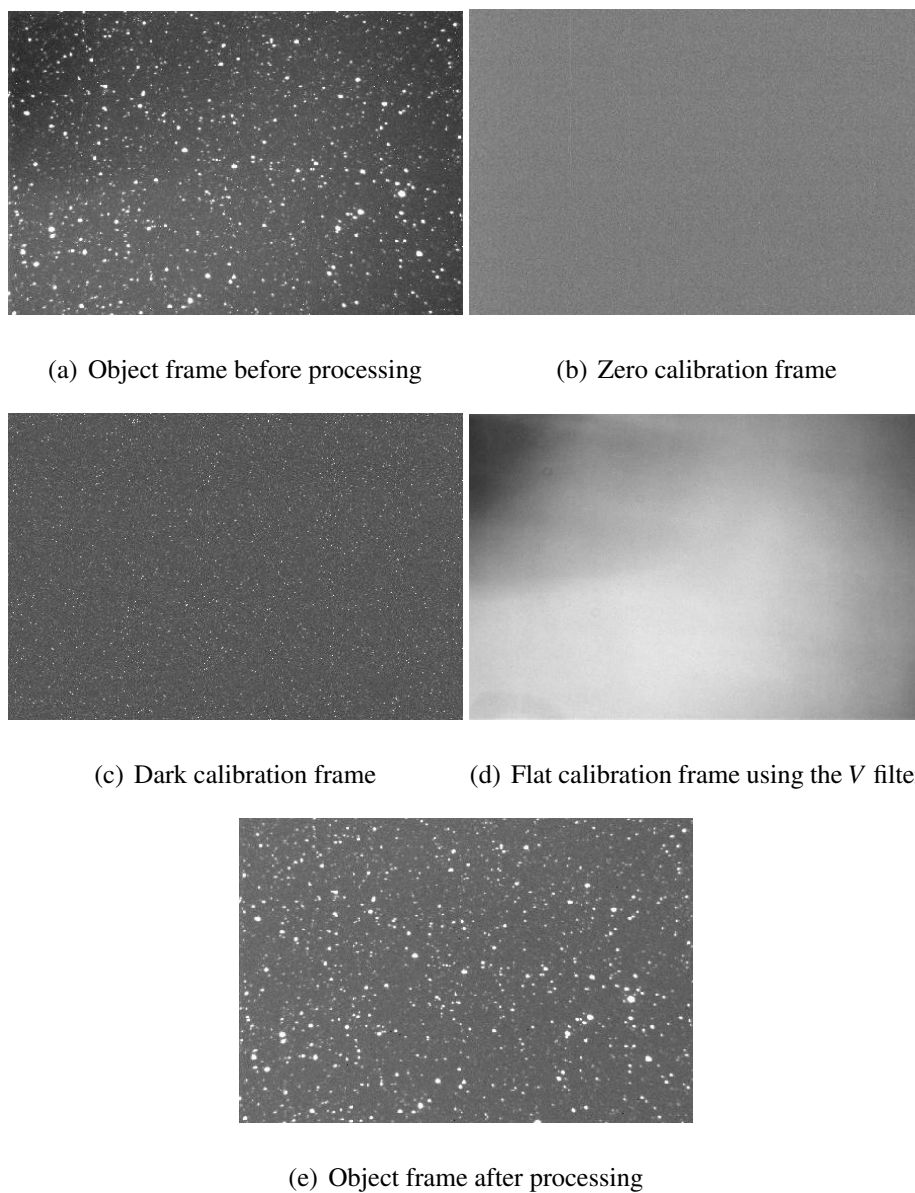 (a) Object frame before processing
(b) Zero calibration frame
(c) Dark calibration frame
(d) Flat calibration frame using the V filte
(e) Object frame after processing